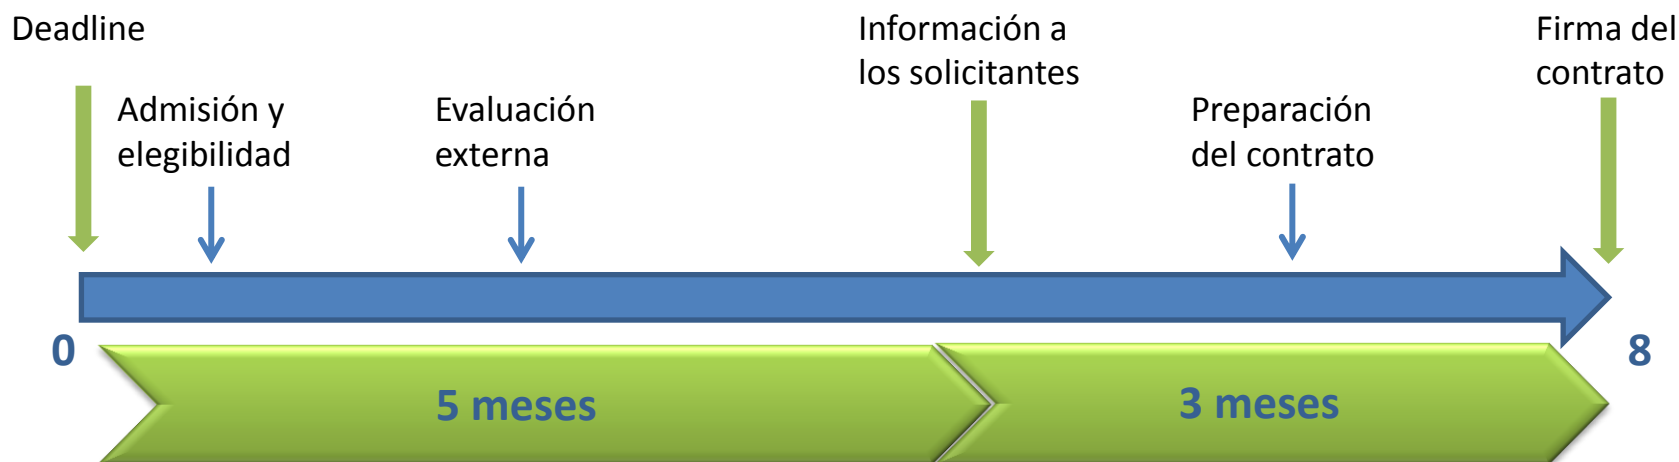 Deadline
Información a
los solicitantes
Firma del
contrato
Admisión y
elegibilidad
Evaluación
externa
Preparación
del contrato
0
8
5 meses
3 meses